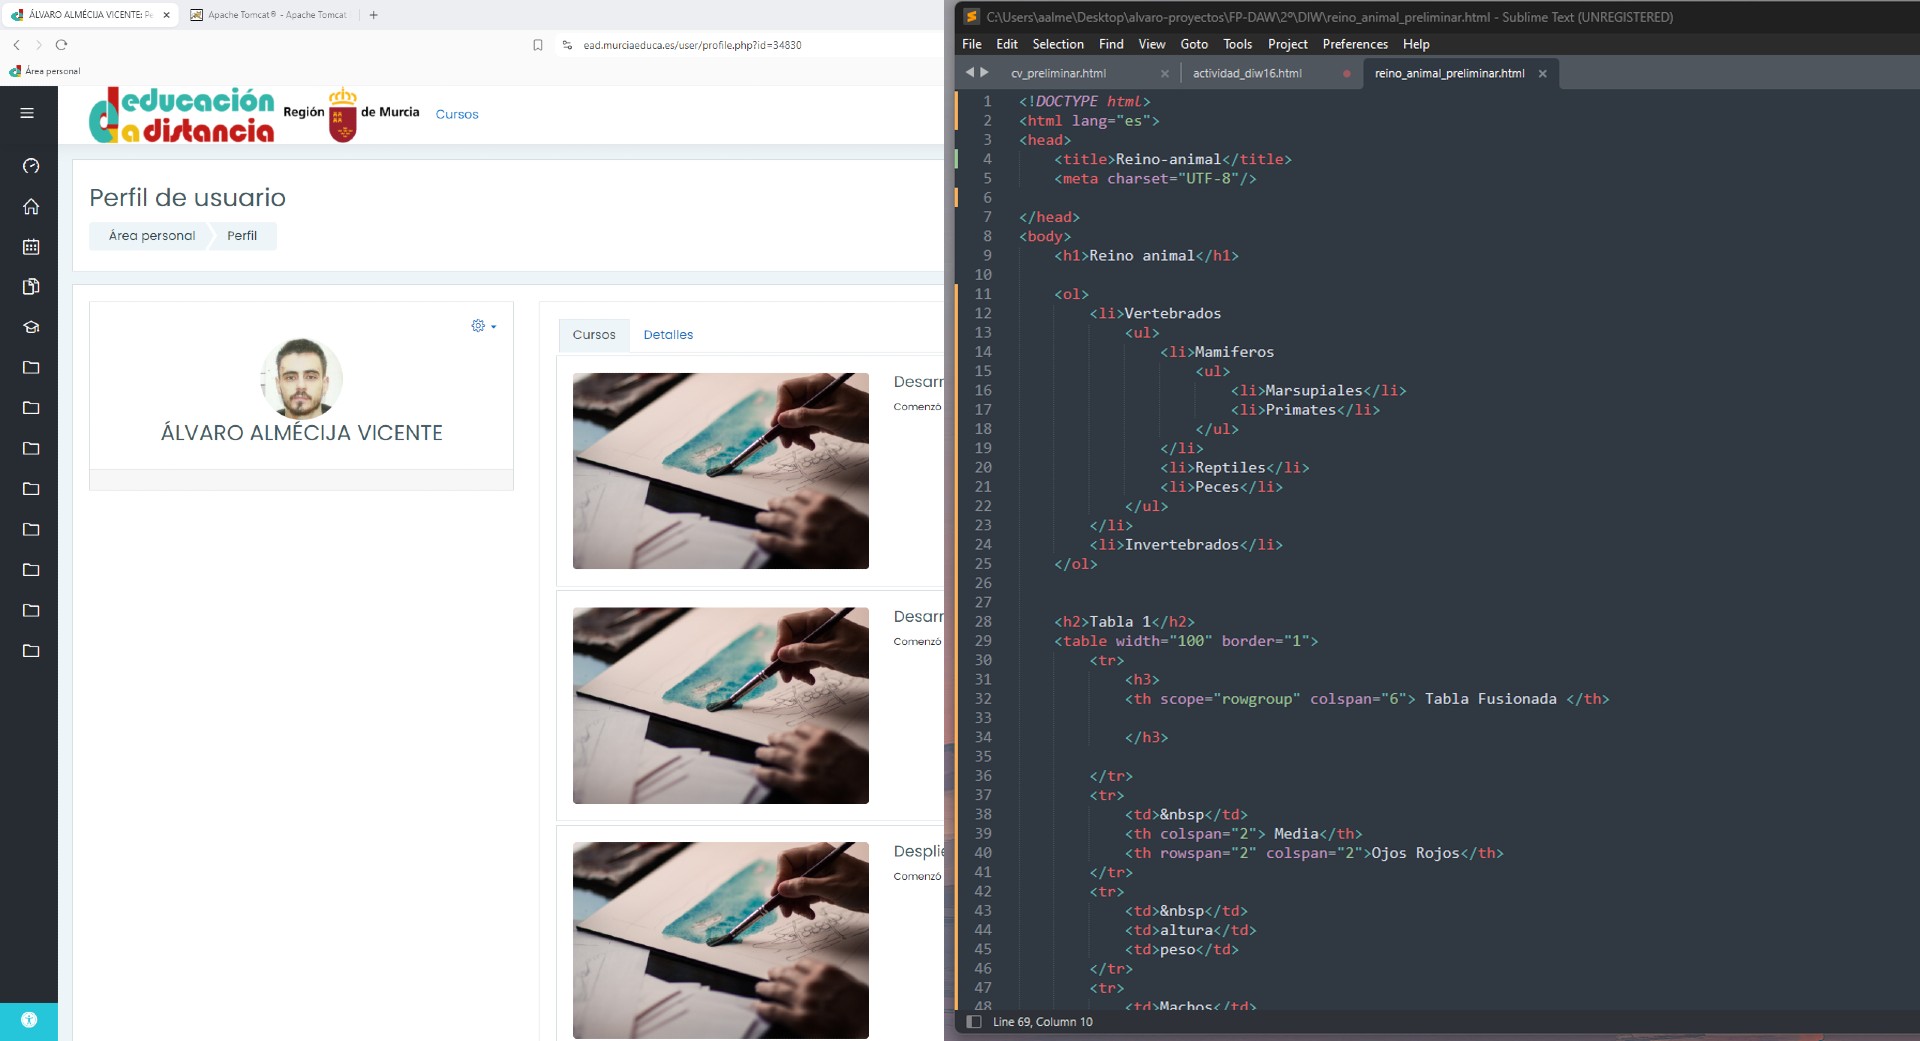 ÁLVARO ALMÉCIJA VICENTE: Pe
Apache Tomcat® - Apache Tomcat
ead.murciaeduca.es/user/profile.php?id=34830
Área personal
educación
a distancia
Región de Murcia
Cursos
Perfil de usuario
Área personal
Perfil
ÁLVARO ALMÉCIJA VICENTE
Cursos
Detalles
Desarr
Comenzó
Desarr
Comenzó
Desplie
Comenzó
C:\Users\aalme\Desktop\alvaro-proyectos\FP-DAW\2º\DIW\reino_animal_preliminar.html - Sublime Text (UNREGISTERED)
File Edit Selection Find View Goto Tools Project Preferences Help
cv_preliminar.html
actividad_diw16.html
reino_animal_preliminar.html
1 <!DOCTYPE html>
2 <html lang="es">
3 <head>
4 <title>Reino-animal</title>
5 <meta charset="UTF-8"/>
6
7 </head>
8 <body>
9 <h1>Reino animal</h1>
10
11 <ol>
12 <li>Vertebrados
13 <ul>
14 <li>Mamiferos
15 <ul>
16 <li>Marsupiales</li>
17 <li>Primates</li>
18 </ul>
19 </li>
20 <li>Reptiles</li>
21 <li>Peces</li>
22 </ul>
23 </li>
24 <li>Invertebrados</li>
25 </ol>
26
27
28 <h2>Tabla 1</h2>
29 <table width="100" border="1">
30 <tr>
31 <h3>
32 <th scope="rowgroup" colspan="6"> Tabla Fusionada </th>
33
34 </h3>
35
36 </tr>
37 <tr>
38 <td>&nbsp</td>
39 <th colspan="2"> Media</th>
40 <th rowspan="2" colspan="2">Ojos Rojos</th>
41 </tr>
42 <tr>
43 <td>&nbsp</td>
44 <td>altura</td>
45 <td>peso</td>
46 </tr>
47 <tr>
48 <td>Machos</td>
Line 69, Column 10